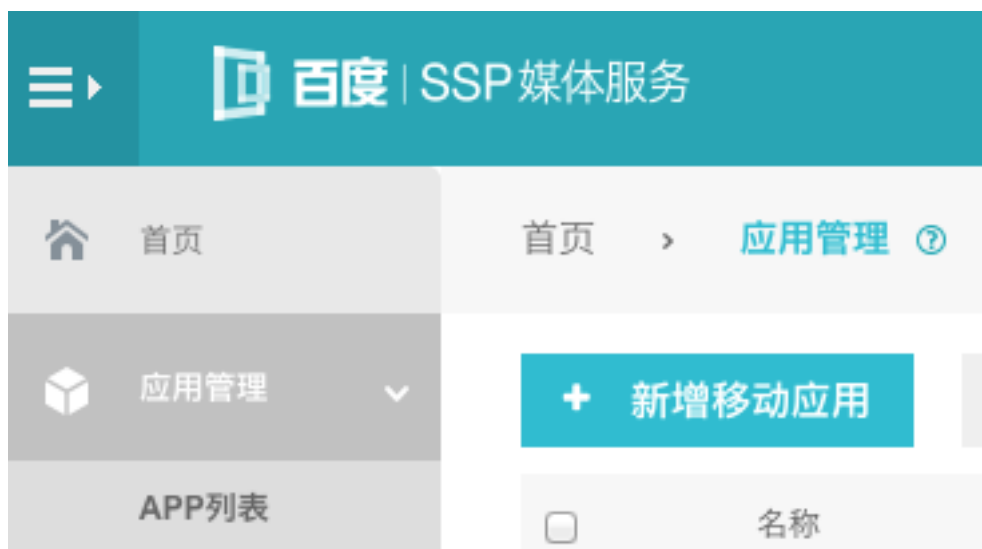 百度 | SSP媒体服务
首页
首页 › 应用管理 ?
应用管理
+ 新增移动应用
APP列表
名称